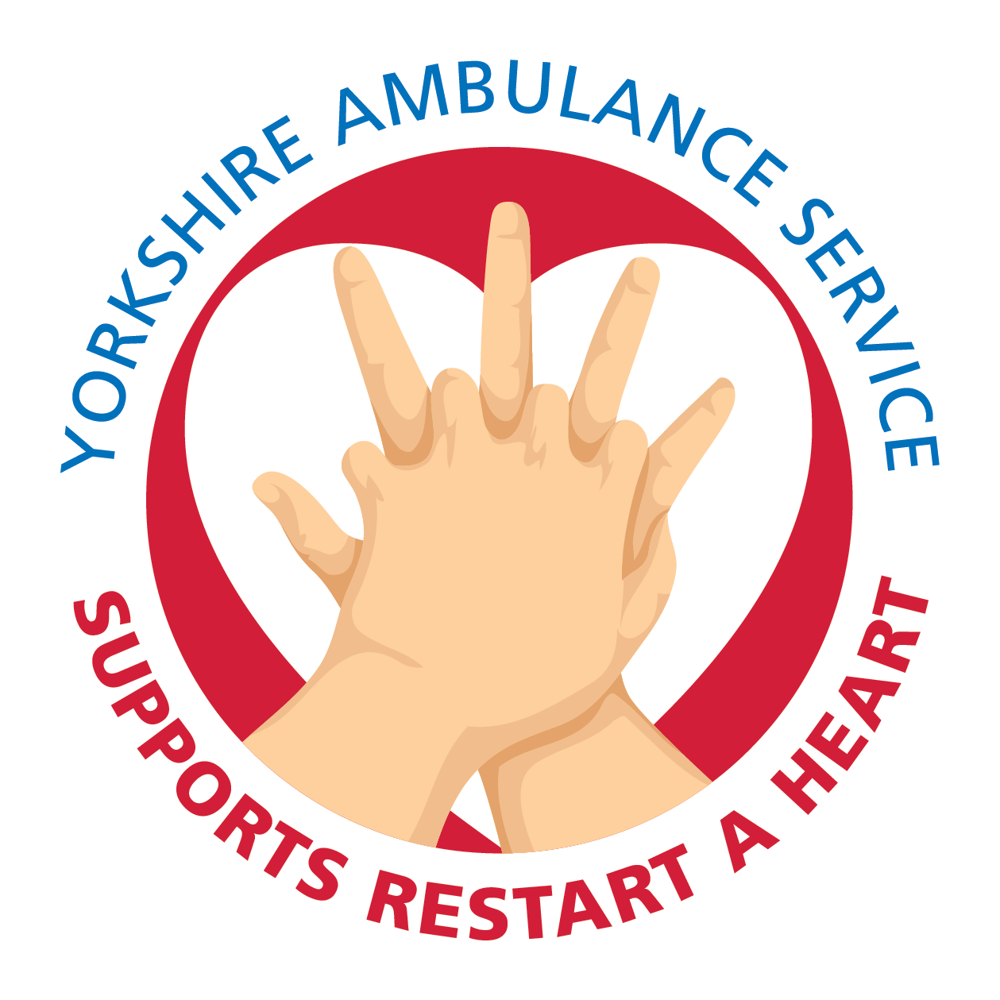 YORKSHIRE AMBULANCE SERVICE
SUPPORTS RESTART A HEART